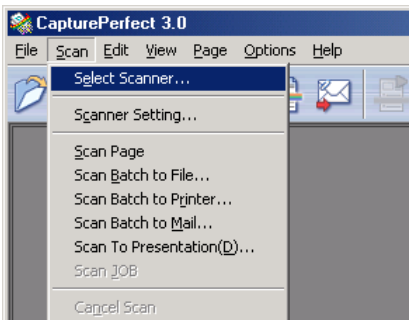 CapturePerfect 3.0
File Scan Edit View Page Options Help
Select Scanner...
Scanner Setting...
Scan Page
Scan Batch to File...
Scan Batch to Printer...
Scan Batch to Mail...
Scan To Presentation(D)...
Scan JOB
Cancel Scan